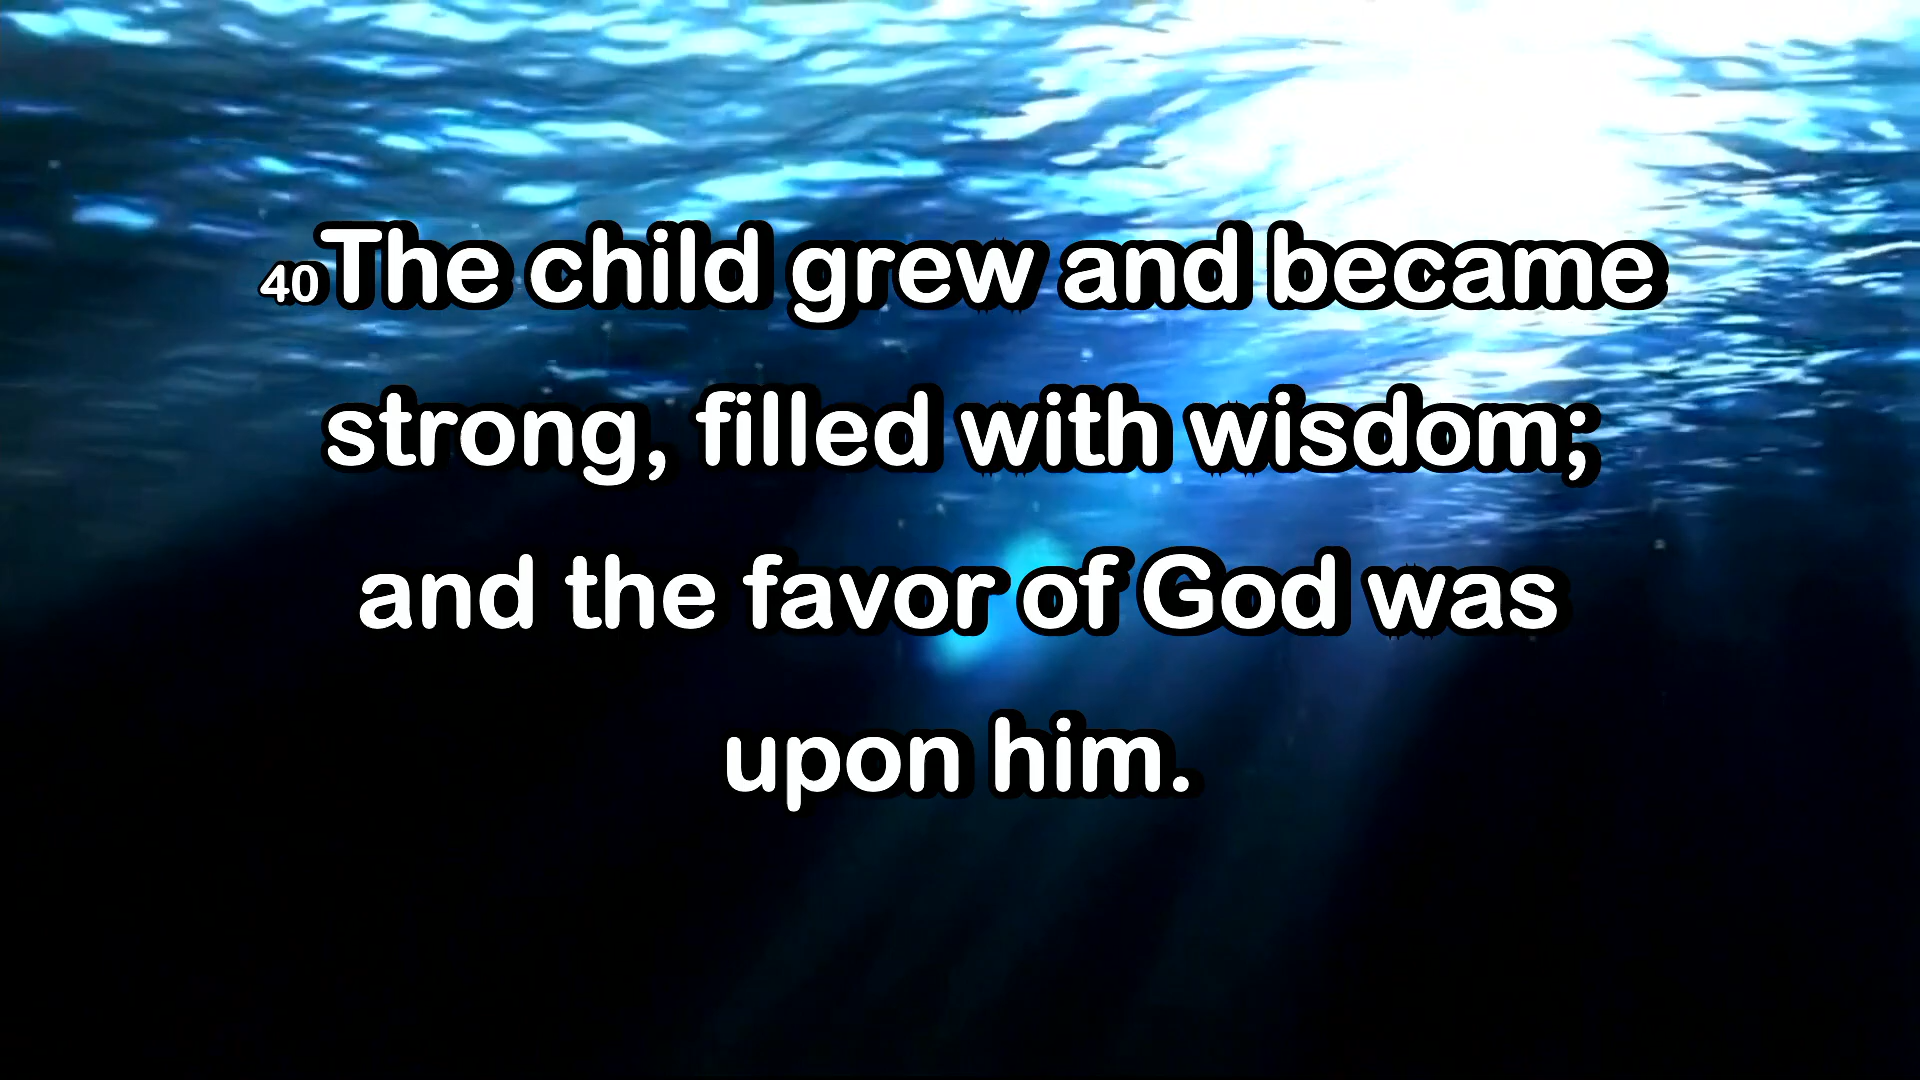 40The child grew and became
strong, filled with wisdom;
and the favor of God was
upon him.